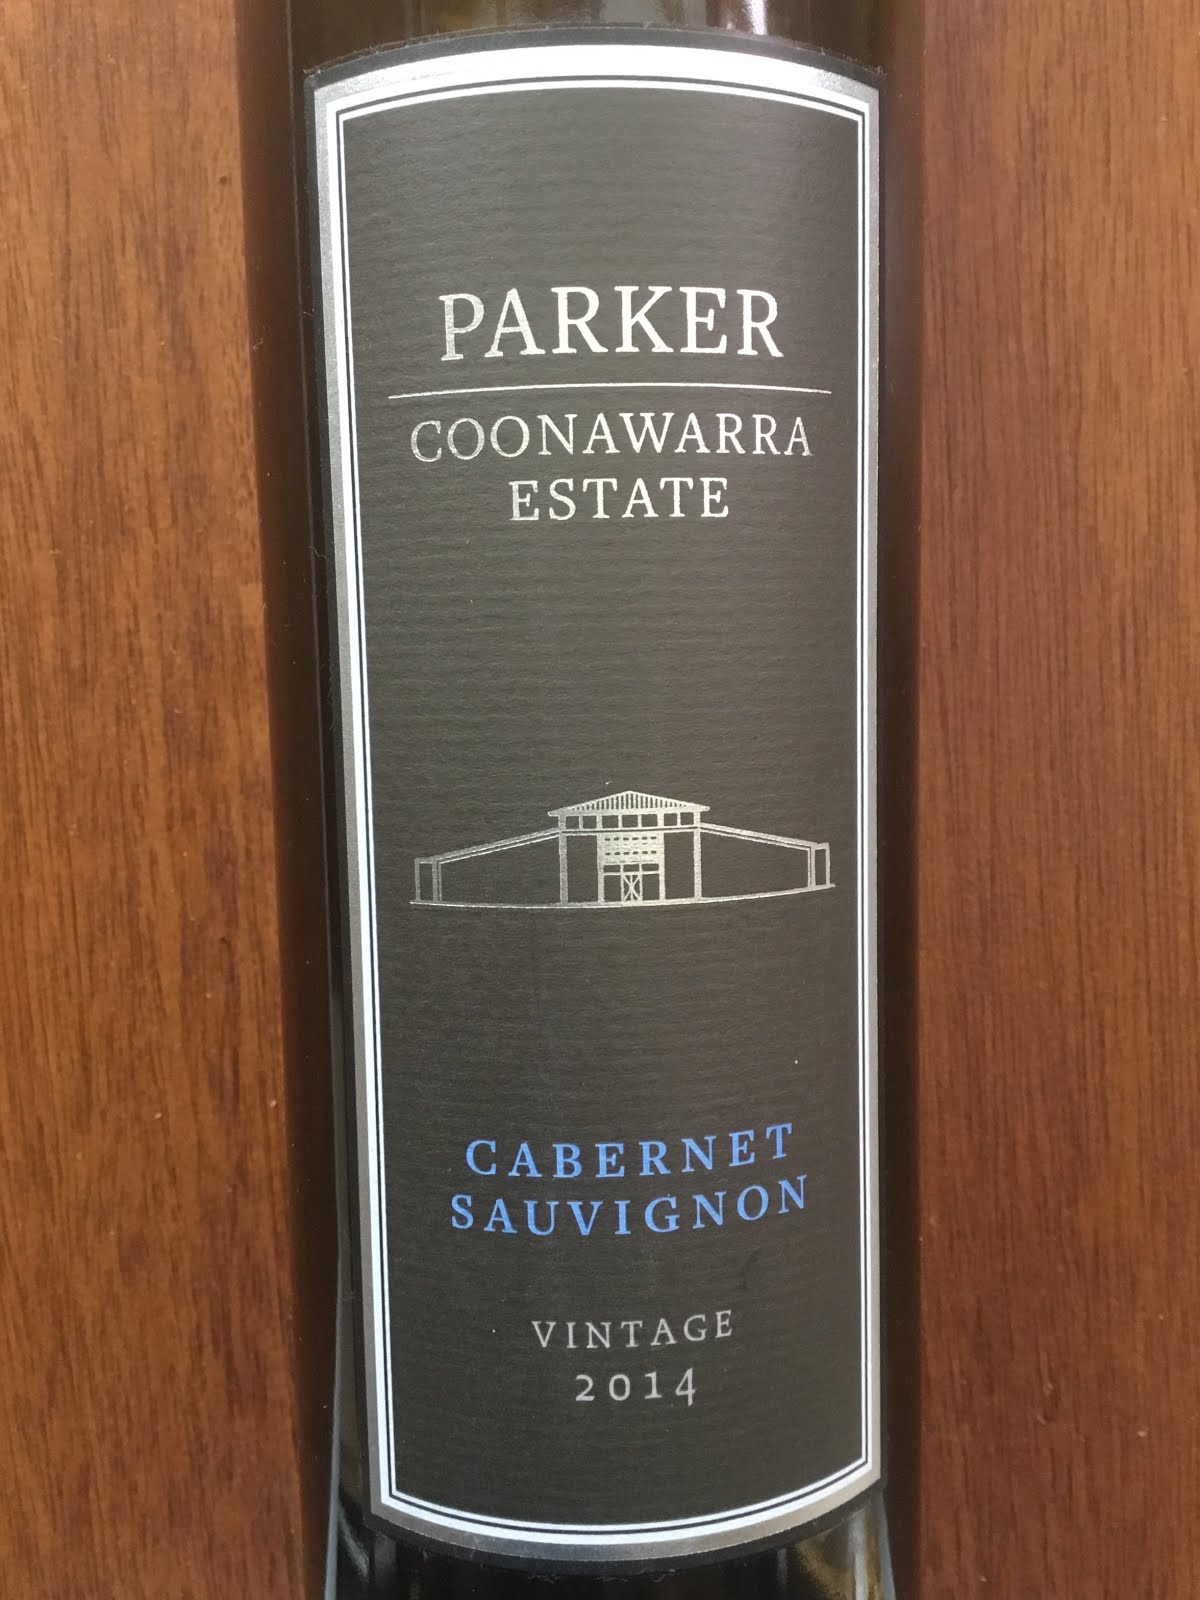 PARKER
COONAWARRA
ESTATE
CABERNET
SAUVIGNON
VINTAGE
2014